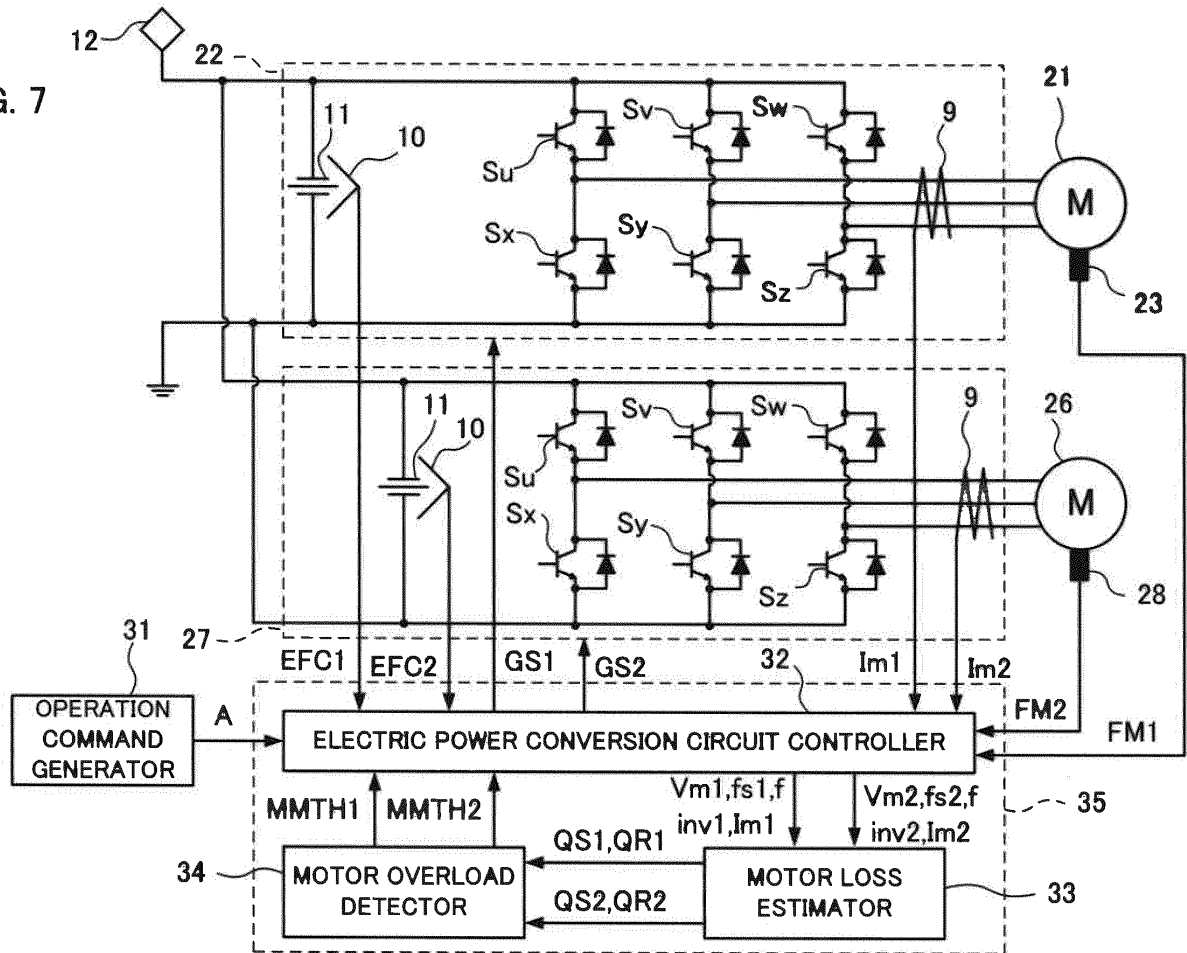 12
22
G. 7
11
10
Su
Sv
Sw
9
21
M
Sx
Sy
Sz
23
11
10
Su
Sv
Sw
9
26
M
Sx
Sy
Sz
28
31
27
EFC1
EFC2
GS1
GS2
32
Im1
Im2
OPERATION
COMMAND
GENERATOR
A
ELECTRIC POWER CONVERSION CIRCUIT CONTROLLER
FM2
FM1
MMTH1
MMTH2
Vm1,fs1,f
inv1,Im1
Vm2,fs2,f
inv2,Im2
35
34
MOTOR OVERLOAD
DETECTOR
QS1,QR1
QS2,QR2
MOTOR LOSS
ESTIMATOR
33